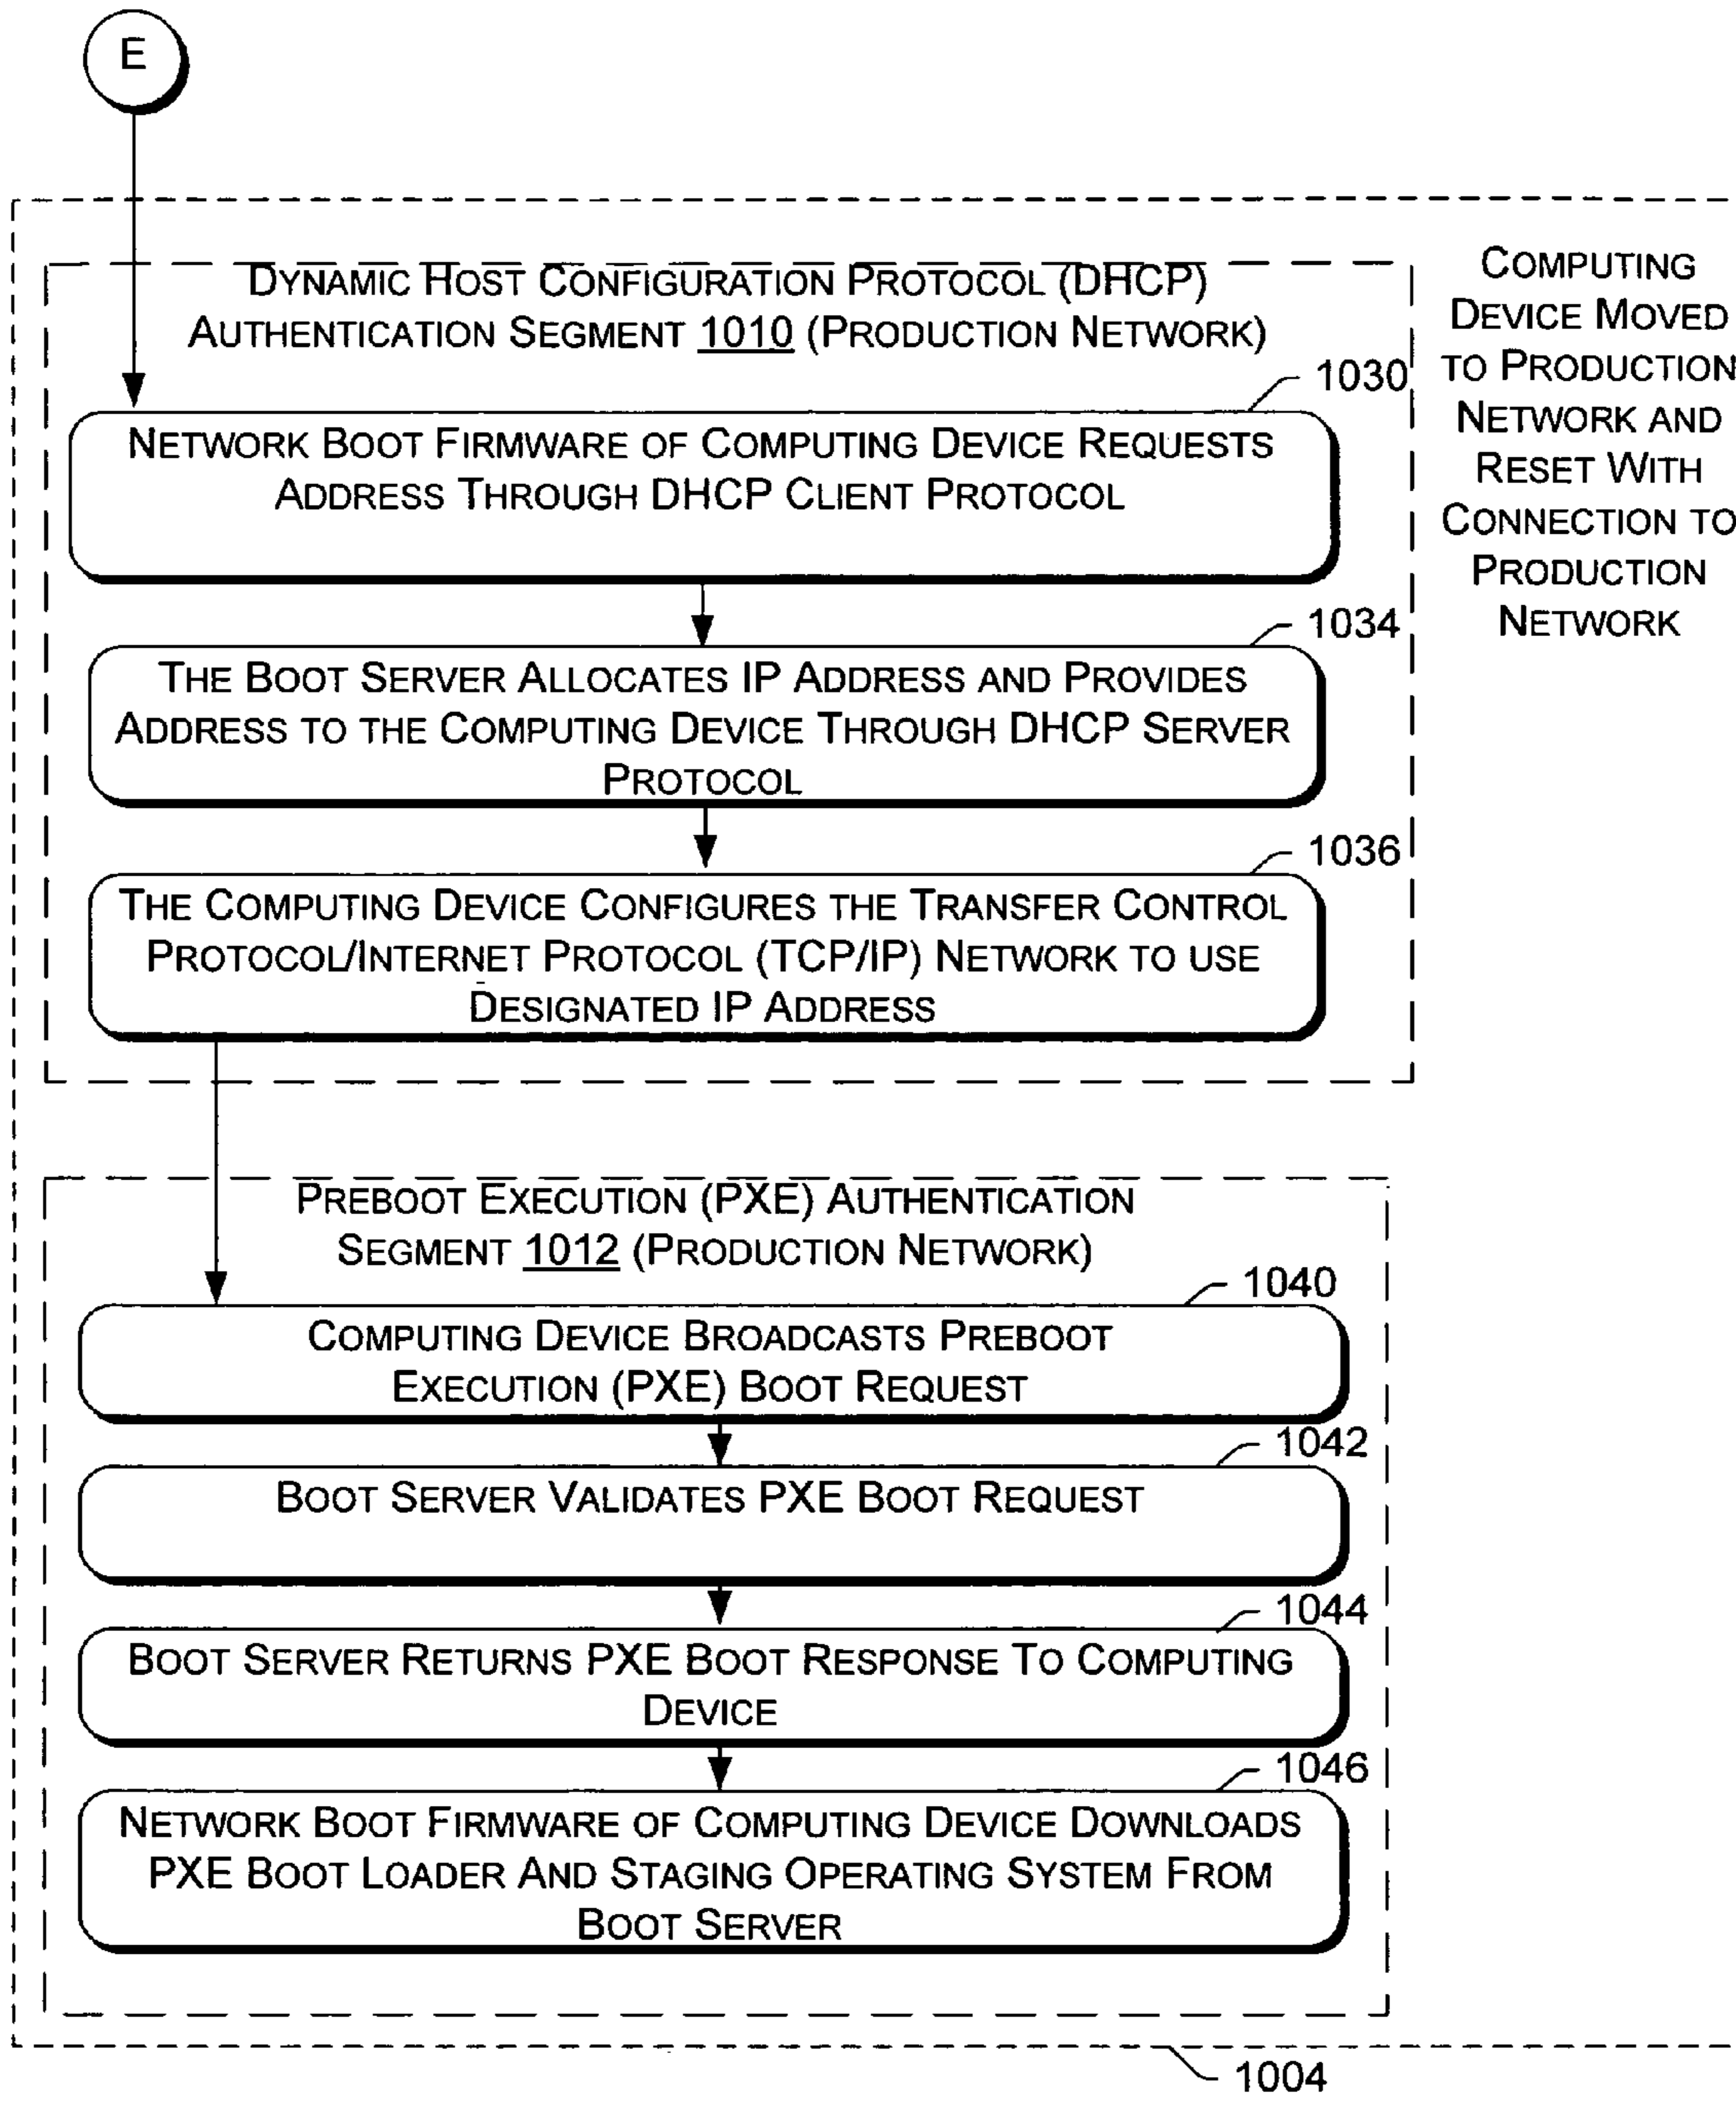 E
DYNAMIC HOST CONFIGURATION PROTOCOL (DHCP)
AUTHENTICATION SEGMENT 1010 (PRODUCTION NETWORK)
1030
NETWORK BOOT FIRMWARE OF COMPUTING DEVICE REQUESTS
ADDRESS THROUGH DHCP CLIENT PROTOCOL
1034
THE BOOT SERVER ALLOCATES IP ADDRESS AND PROVIDES
ADDRESS TO THE COMPUTING DEVICE THROUGH DHCP SERVER
PROTOCOL
1036
THE COMPUTING DEVICE CONFIGURES THE TRANSFER CONTROL
PROTOCOL/INTERNET PROTOCOL (TCP/IP) NETWORK TO USE
DESIGNATED IP ADDRESS
COMPUTING
DEVICE MOVED
TO PRODUCTION
NETWORK AND
RESET WITH
CONNECTION TO
PRODUCTION
NETWORK
PREBOOT EXECUTION (PXE) AUTHENTICATION
SEGMENT 1012 (PRODUCTION NETWORK)
1040
COMPUTING DEVICE BROADCASTS PREBOOT
EXECUTION (PXE) BOOT REQUEST
1042
BOOT SERVER VALIDATES PXE BOOT REQUEST
1044
BOOT SERVER RETURNS PXE BOOT RESPONSE TO COMPUTING
DEVICE
1046
NETWORK BOOT FIRMWARE OF COMPUTING DEVICE DOWNLOADS
PXE BOOT LOADER AND STAGING OPERATING SYSTEM FROM
BOOT SERVER
1004